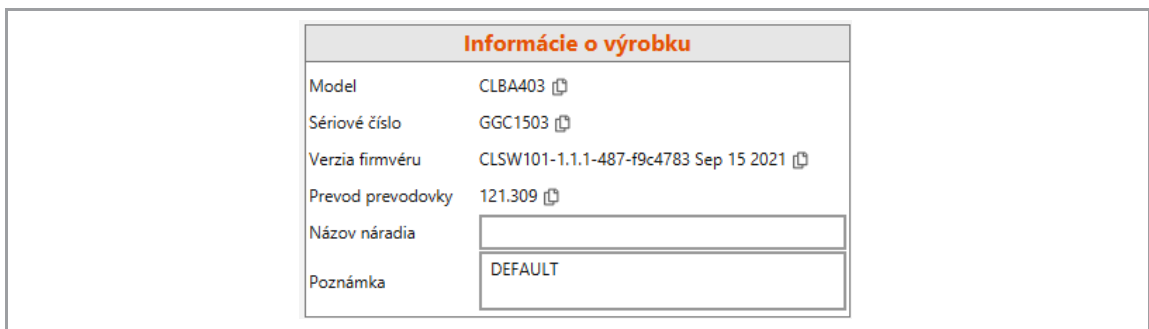 Informácie o výrobku
Model CLBA403
Sériové číslo GGC1503
Verzia firmvéru CLSW101-1.1.1-487-f9c4783 Sep 15 2021
Prevod prevodovky 121.309
Názov náradia
Poznámka DEFAULT